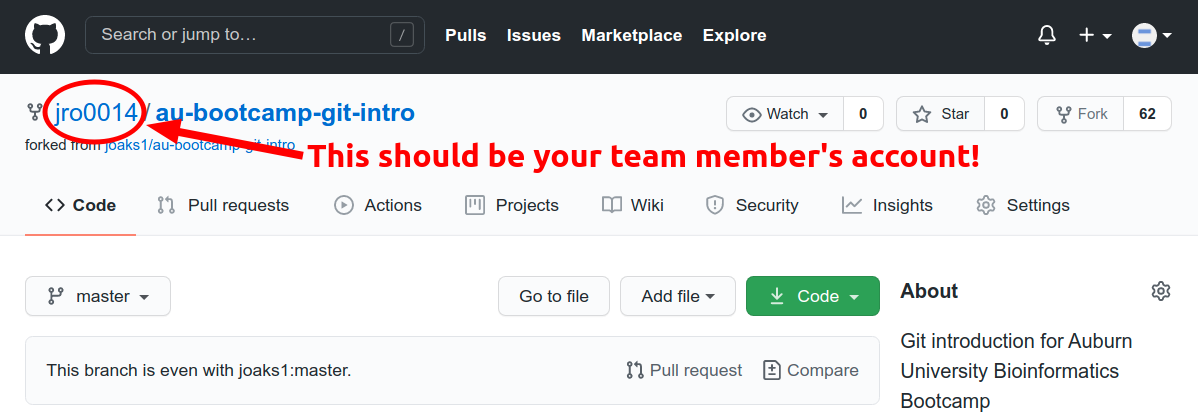 Search or jump to… / Pulls Issues Marketplace Explore
jro0014 / au-bootcamp-git-intro Watch 0 Star 0 Fork 62
forked from joaks1/au-bootcamp-git-intro
This should be your team member's account!
Code Pull requests Actions Projects Wiki Security Insights Settings
master Go to file Add file Code About
Git introduction for Auburn
University Bioinformatics
Bootcamp
This branch is even with joaks1:master. Pull request Compare